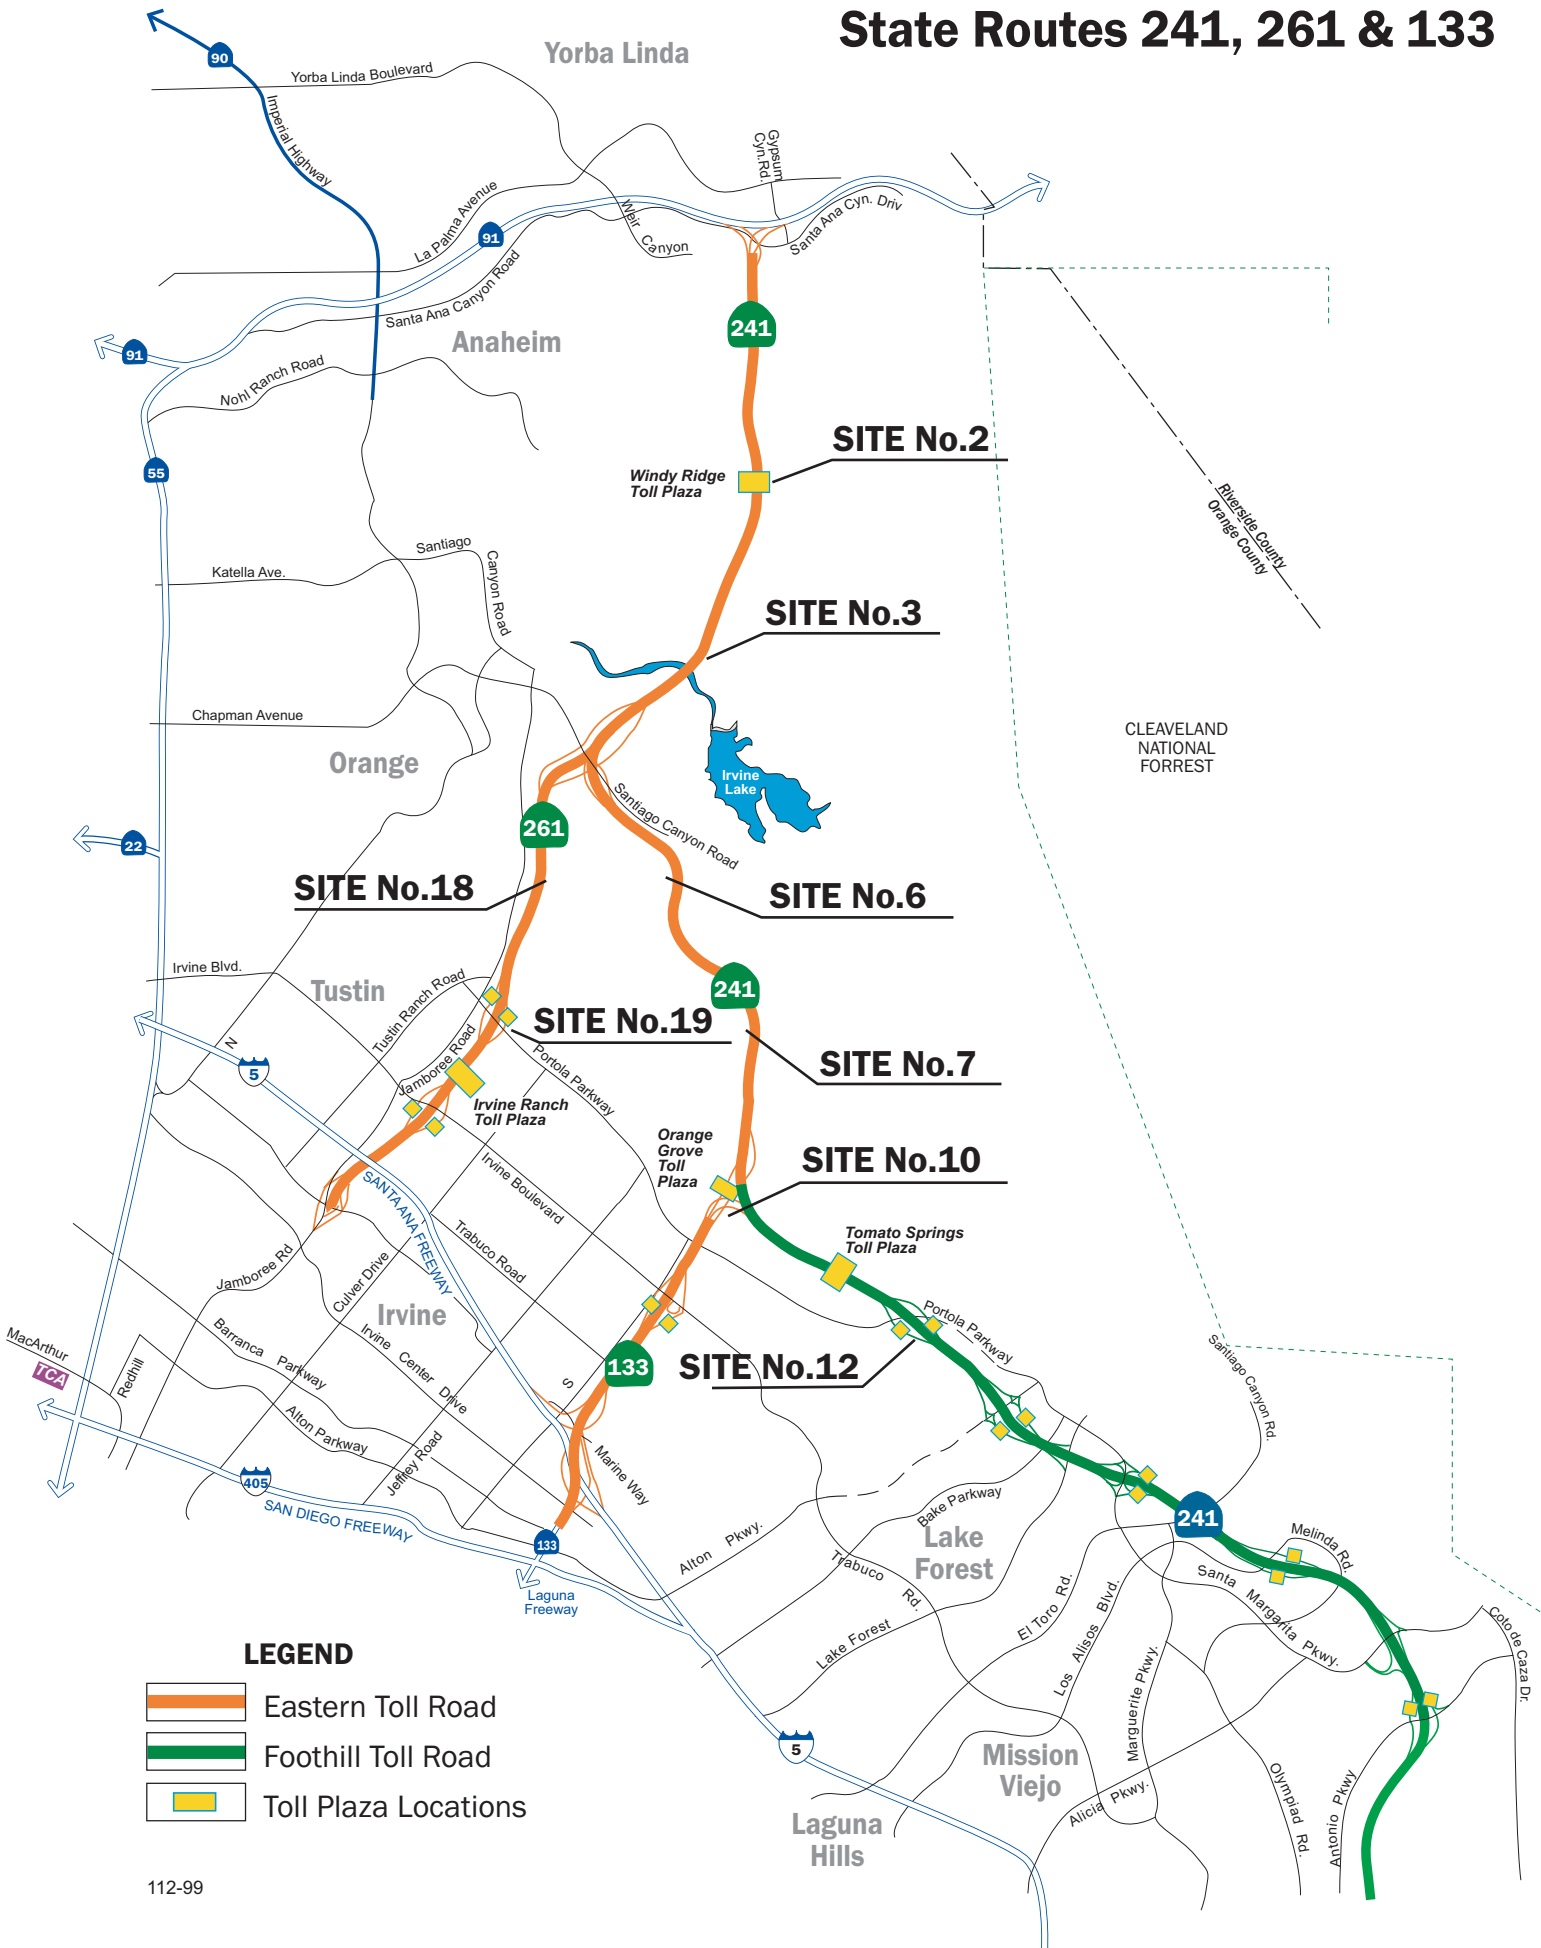 State Routes 241, 261 & 133
90
Yorba Linda
Yorba Linda Boulevard
Imperial Highway
Gypsum
Cyn.Rd.
La Palma Avenue
91
Weir
Canyon
Santa Ana Cyn. Driv
Santa Ana Canyon Road
241
Anaheim
91
Nohl Ranch Road
SITE No.2
55
Windy Ridge
Toll Plaza
Riverside County
Orange County
Santiago
Canyon Road
Katella Ave.
SITE No.3
Chapman Avenue
CLEAVELAND
NATIONAL
FORREST
Orange
Irvine
Lake
Santiago Canyon Road
261
22
SITE No.18
SITE No.6
Irvine Blvd.
Tustin
Tustin Ranch Road
241
SITE No.19
N
5
Jamboree Road
Portola Parkway
SITE No.7
Irvine Ranch
Toll Plaza
Orange
Grove
Toll
Plaza
SITE No.10
Irvine Boulevard
SANTA ANA FREEWAY
Trabuco Road
Tomato Springs
Toll Plaza
Jamboree Rd
Culver Drive
Irvine
Portola Parkway
MacArthur
TCA
Redhill
Barranca Parkway
Irvine Center Drive
133
SITE No.12
Santiago Canyon Rd.
S
Alton Parkway
Jeffrey Road
Marine Way
405
SAN DIEGO FREEWAY
133
Laguna
Freeway
Alton Pkwy.
Bake Parkway
Lake
Forest
241
Melinda Rd.
Trabuco Rd.
Santa Margarita Pkwy.
El Toro Rd.
Los Alisos Blvd.
Lake Forest
Coto de Caza Dr.
Marguerite Pkwy.
LEGEND
Eastern Toll Road
Foothill Toll Road
Toll Plaza Locations
5
Mission
Viejo
Alicia Pkwy.
Olympiad Rd.
Antonio Pkwy
Laguna
Hills
112-99